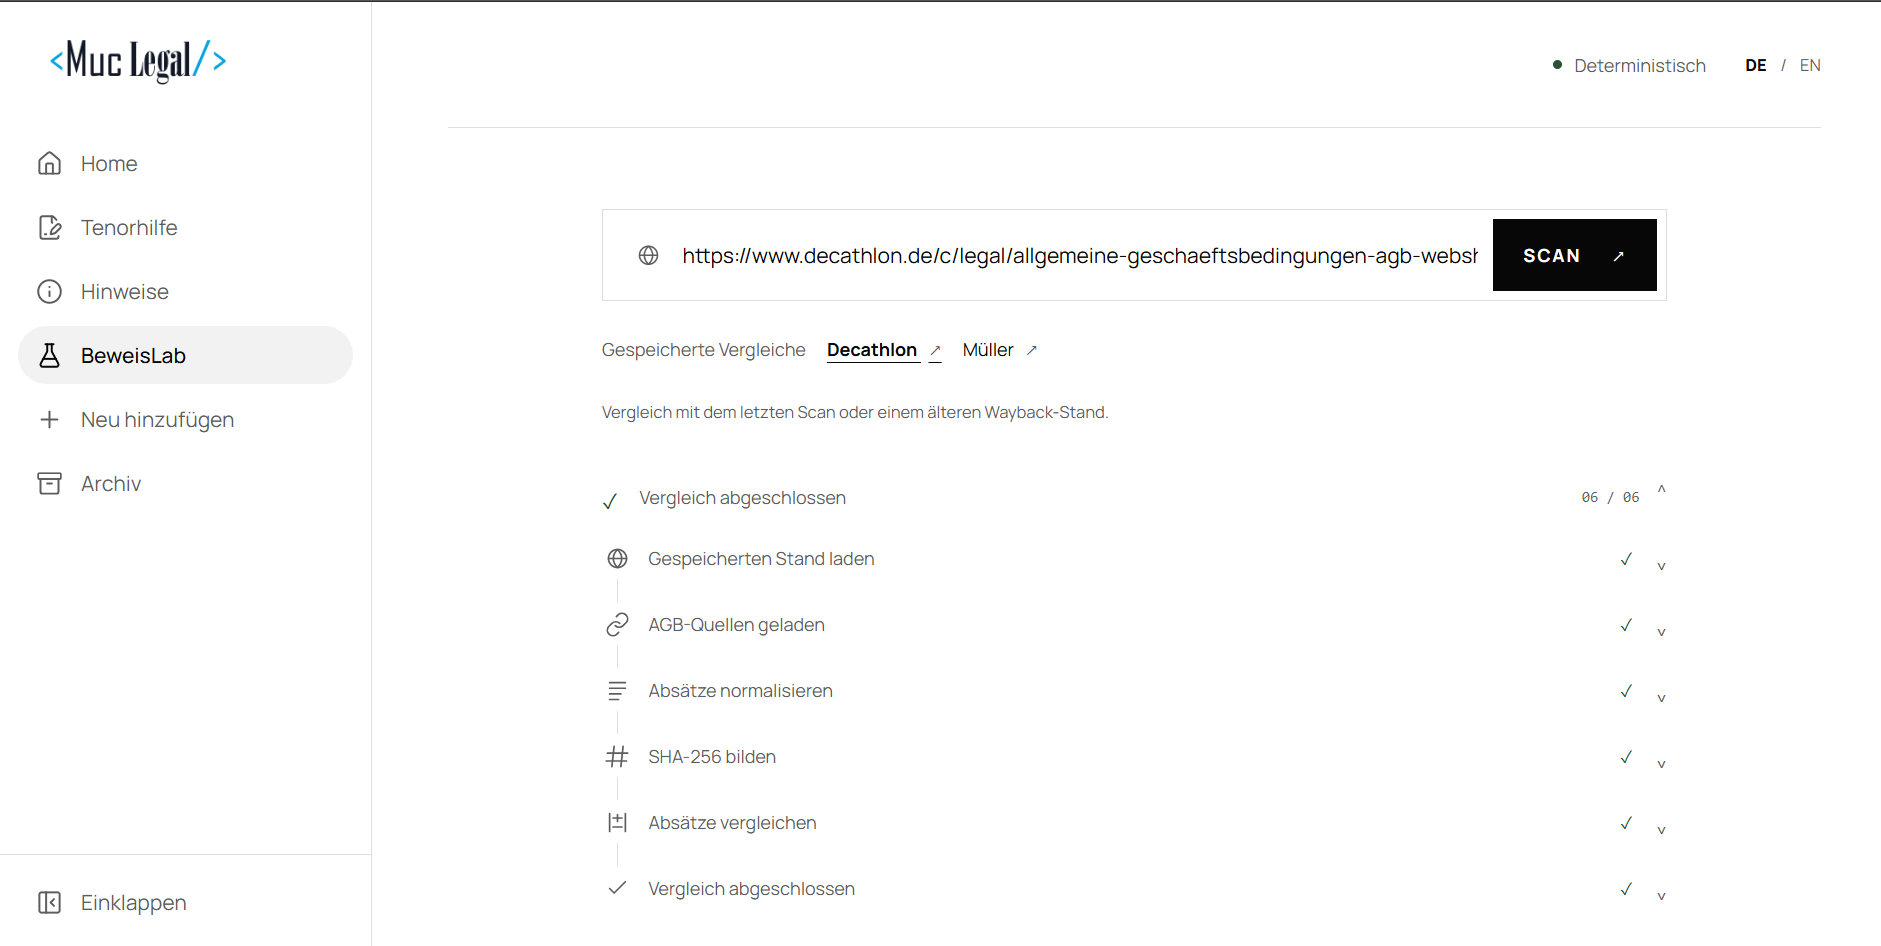 <Muc Legal/>
Home
Tenorhilfe
Hinweise
BeweisLab
Neu hinzufügen
Archiv
Einklappen
Deterministisch DE / EN
https://www.decathlon.de/c/legal/allgemeine-geschaeftsbedingungen-agb-websh
SCAN ↗
Gespeicherte Vergleiche Decathlon ↗ Müller ↗
Vergleich mit dem letzten Scan oder einem älteren Wayback-Stand.
✓ Vergleich abgeschlossen 06 / 06 ^
Gespeicherten Stand laden ✓ v
AGB-Quellen geladen ✓ v
Absätze normalisieren ✓ v
SHA-256 bilden ✓ v
Absätze vergleichen ✓ v
Vergleich abgeschlossen ✓ v